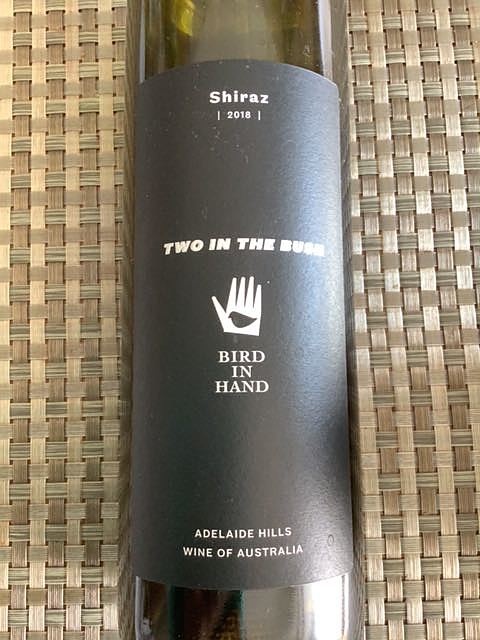 Shiraz
| 2018 |
TWO IN THE BUSH
BIRD
IN
HAND
ADELAIDE HILLS
WINE OF AUSTRALIA